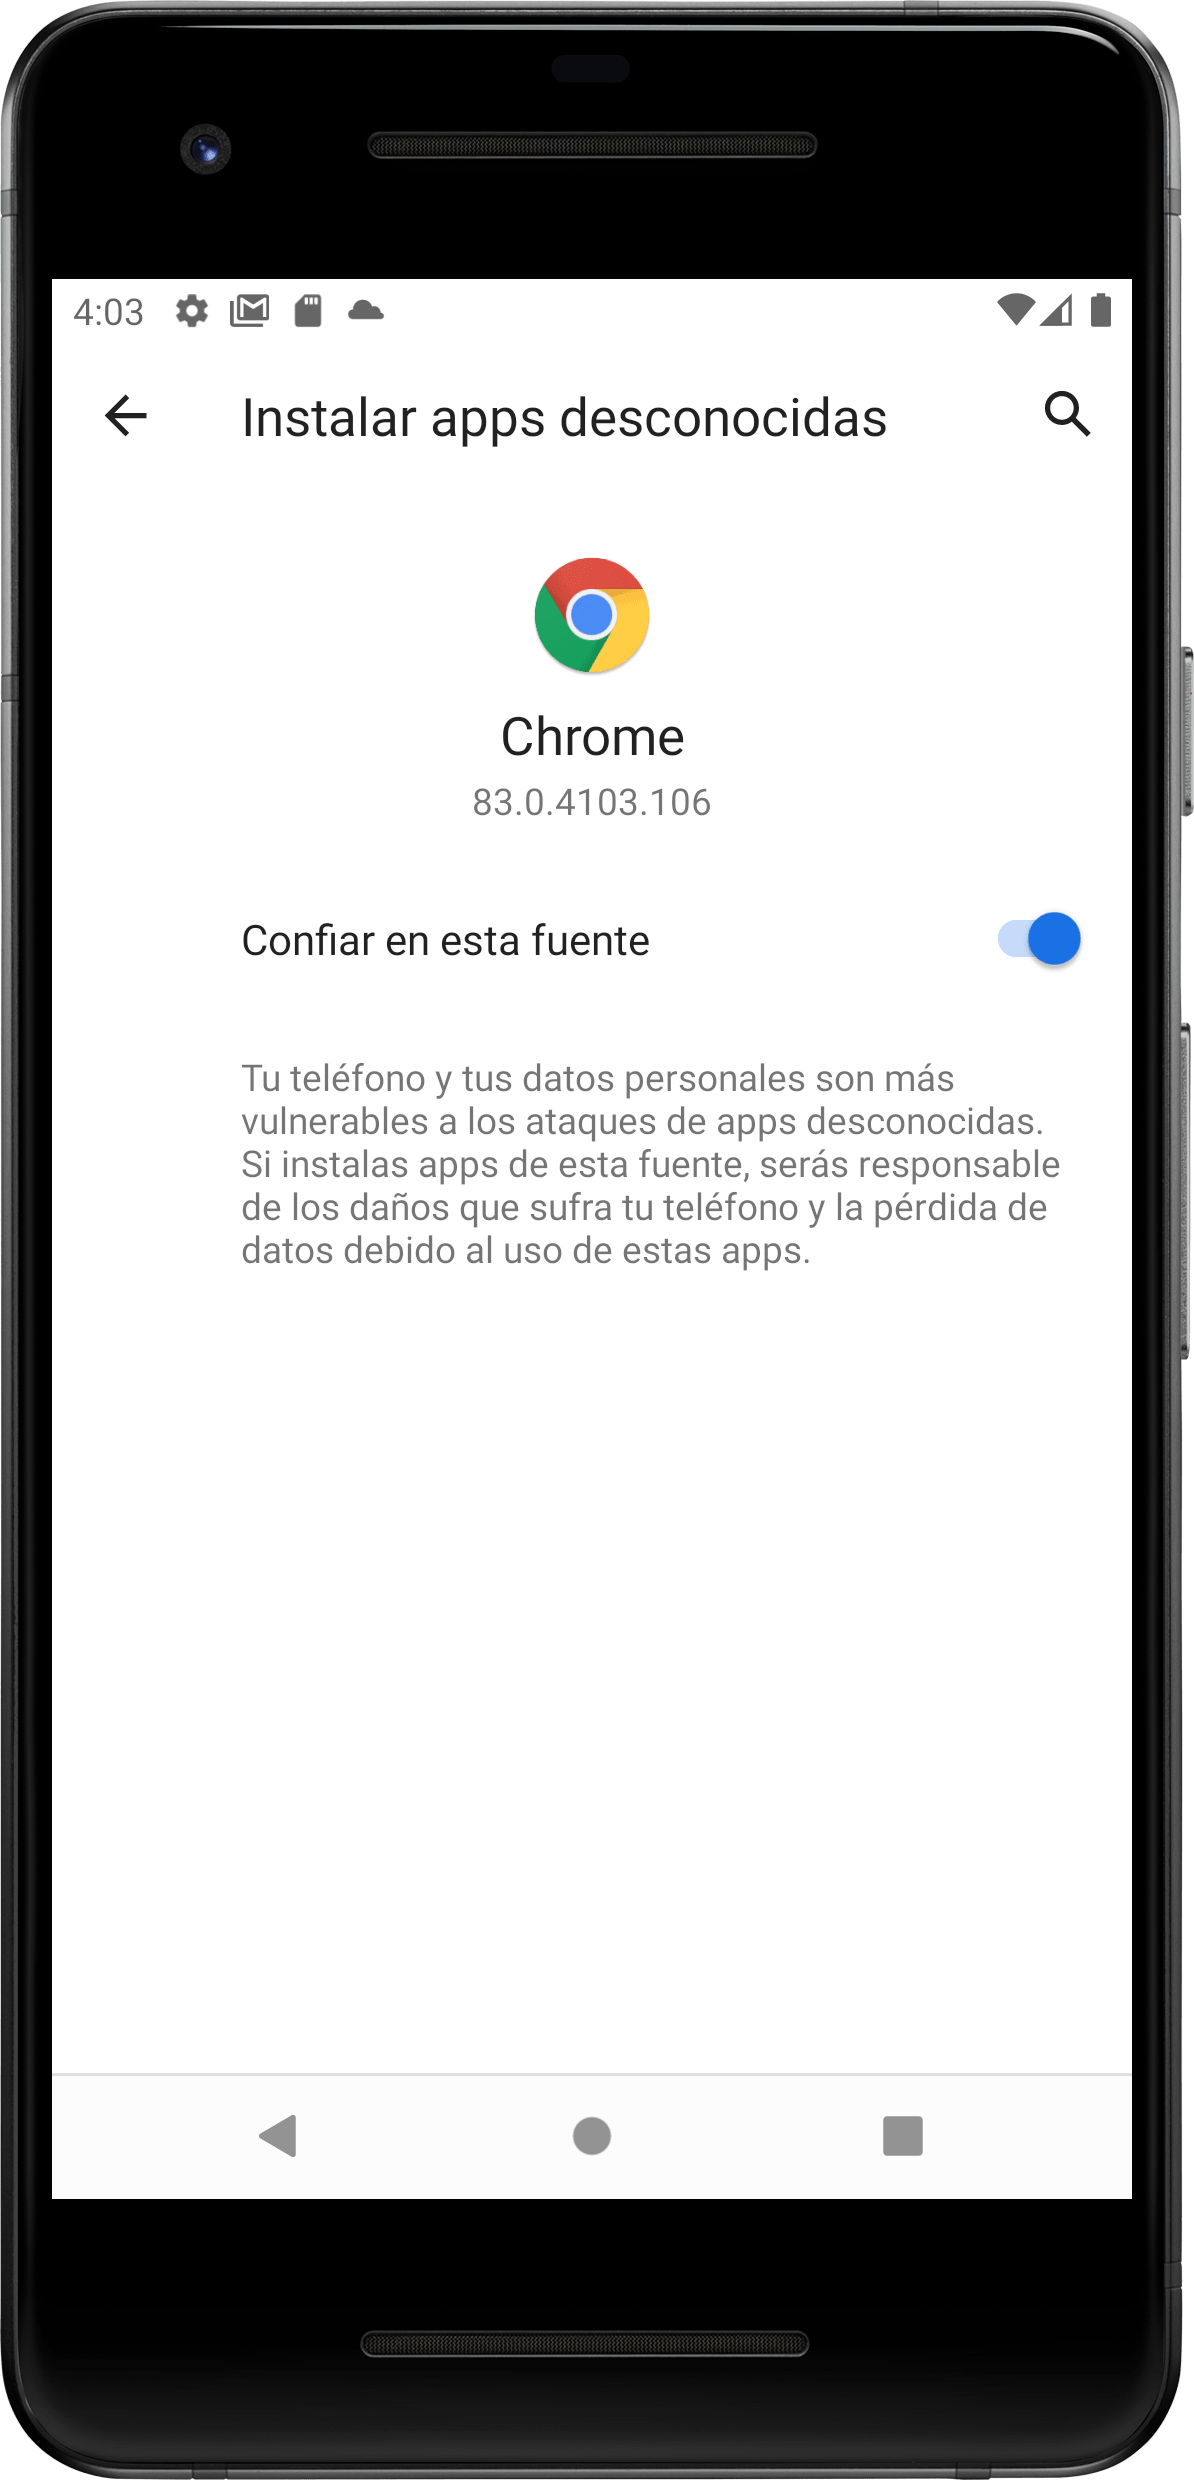 4:03
Instalar apps desconocidas
Chrome
83.0.4103.106
Confiar en esta fuente
Tu teléfono y tus datos personales son más
vulnerables a los ataques de apps desconocidas.
Si instalas apps de esta fuente, serás responsable
de los daños que sufra tu teléfono y la pérdida de
datos debido al uso de estas apps.